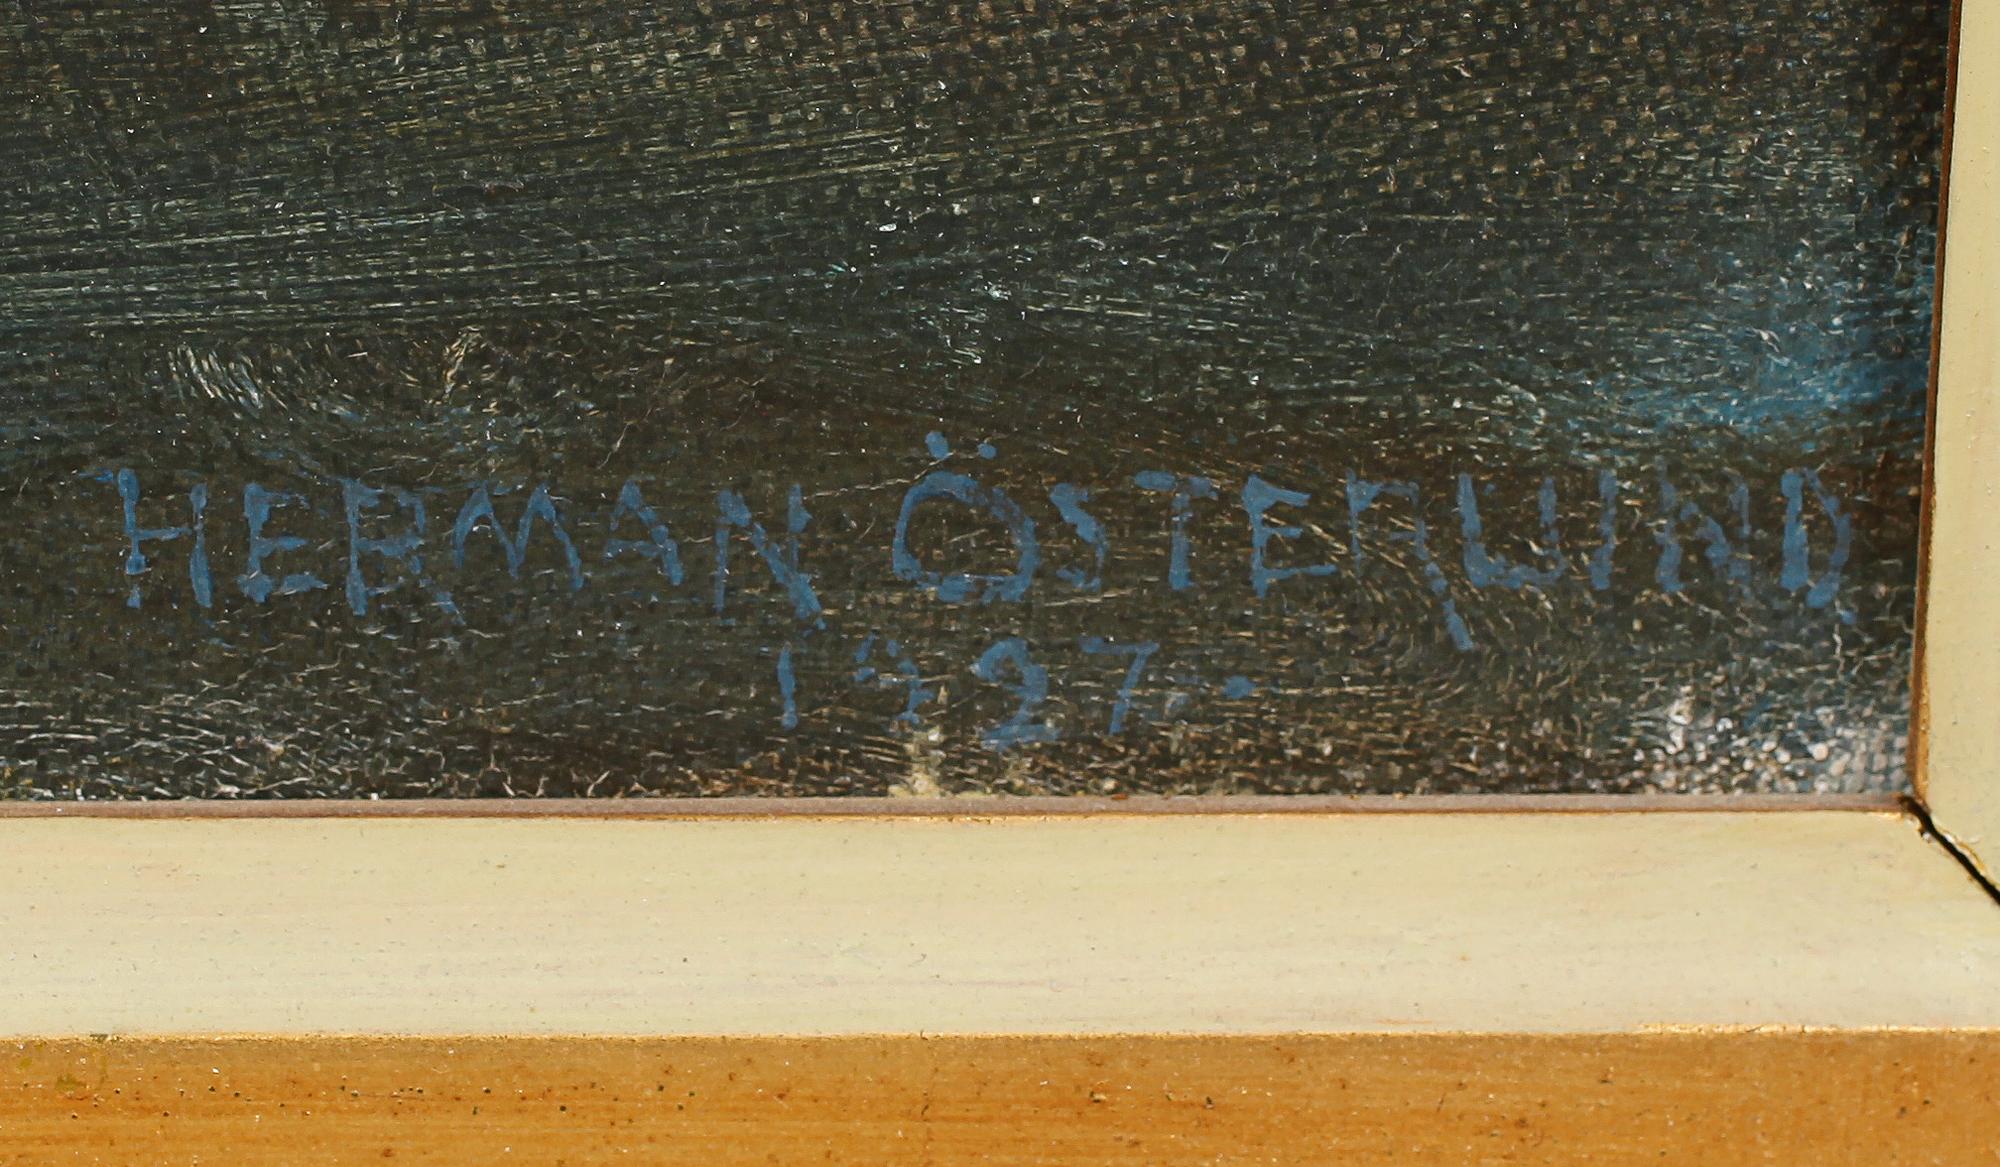 HERMAN ÖSTERLUND
1927.